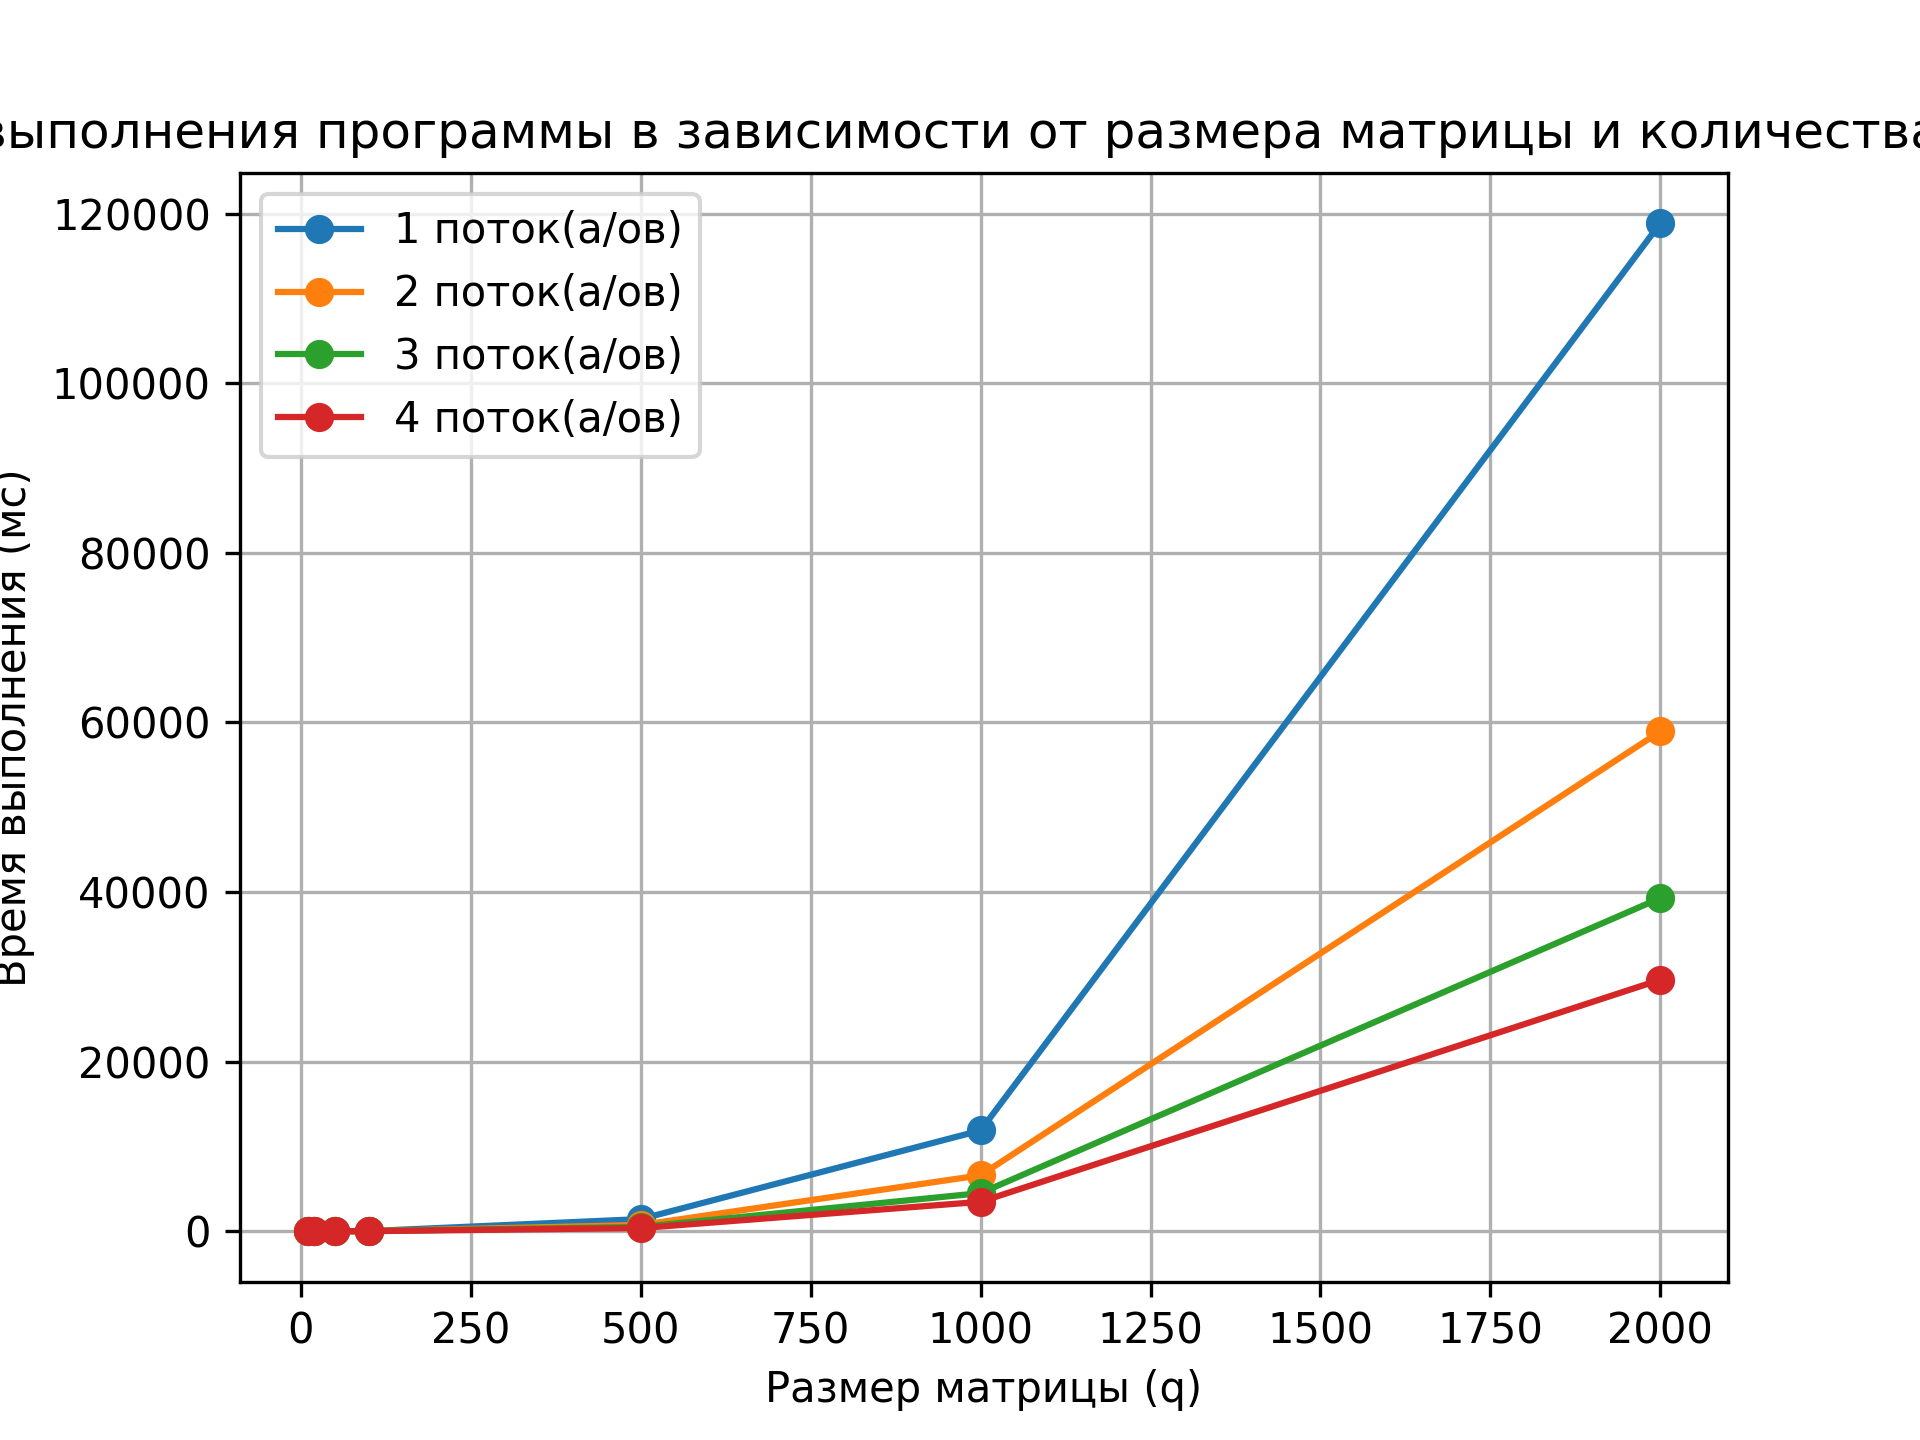 выполнения программы в зависимости от размера матрицы и количества
1 поток(а/ов)
2 поток(а/ов)
3 поток(а/ов)
4 поток(а/ов)
Время выполнения (мс)
120000
100000
80000
60000
40000
20000
0
0 250 500 750 1000 1250 1500 1750 2000
Размер матрицы (q)